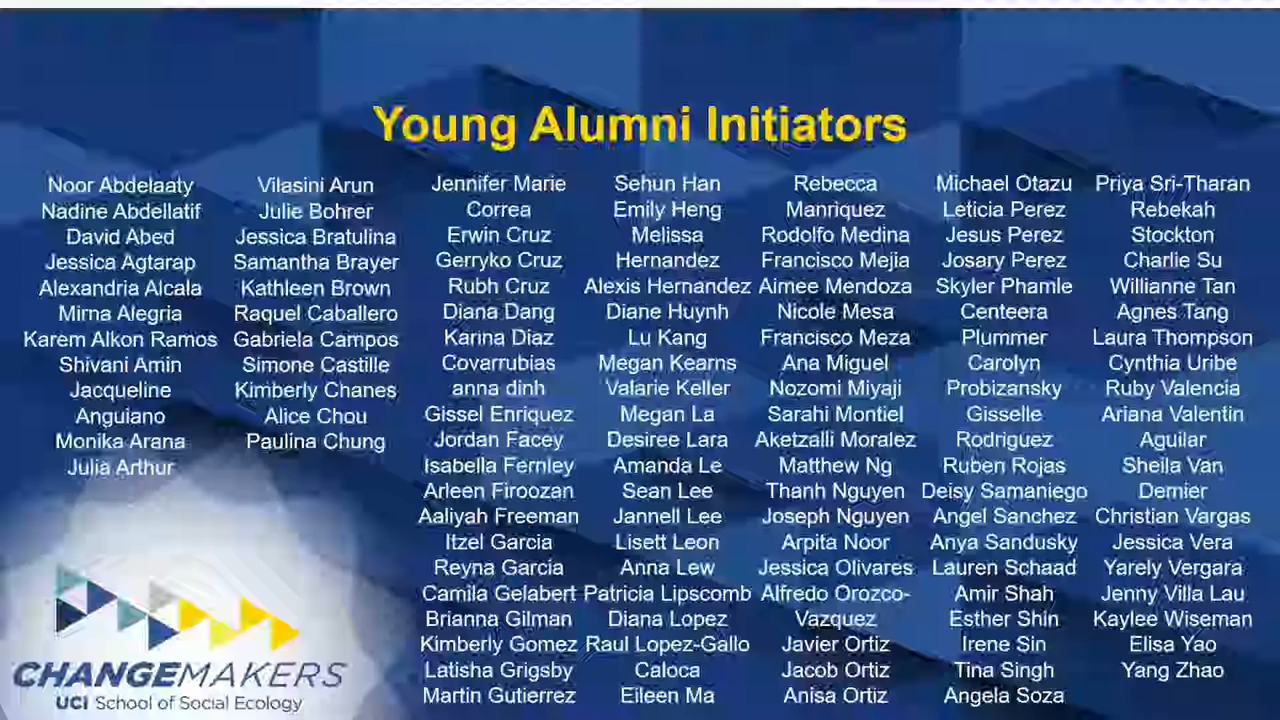 Young Alumni Initiators
Noor Abdelaaty
Nadine Abdellatif
David Abed
Jessica Agtarap
Alexandria Alcala
Mirna Alegria
Karem Alkon Ramos
Shivani Amin
Jacqueline
Anguiano
Monika Arana
Julia Arthur
Vilasini Arun
Julie Bohrer
Jessica Bratulina
Samantha Brayer
Kathleen Brown
Raquel Caballero
Gabriela Campos
Simone Castille
Kimberly Chanes
Alice Chou
Paulina Chung
Jennifer Marie
Correa
Erwin Cruz
Gerryko Cruz
Rubh Cruz
Diana Dang
Karina Diaz
Covarrubias
anna dinh
Gissel Enriquez
Jordan Facey
Isabella Fernley
Arleen Firoozan
Aaliyah Freeman
Itzel Garcia
Reyna Garcia
Camila Gelabert
Brianna Gilman
Kimberly Gomez
Latisha Grigsby
Martin Gutierrez
Sehun Han
Emily Heng
Melissa
Hernandez
Alexis Hernandez
Diane Huynh
Lu Kang
Megan Kearns
Valarie Keller
Megan La
Desiree Lara
Amanda Le
Sean Lee
Jannell Lee
Lisett Leon
Anna Lew
Patricia Lipscomb
Diana Lopez
Raul Lopez-Gallo
Caloca
Eileen Ma
Rebecca
Manriquez
Rodolfo Medina
Francisco Mejia
Aimee Mendoza
Nicole Mesa
Francisco Meza
Ana Miguel
Nozomi Miyaji
Sarahi Montiel
Aketzalli Moralez
Matthew Ng
Thanh Nguyen
Joseph Nguyen
Arpita Noor
Jessica Olivares
Alfredo Orozco-
Vazquez
Javier Ortiz
Jacob Ortiz
Anisa Ortiz
Michael Otazu
Leticia Perez
Jesus Perez
Josary Perez
Skyler Phamle
Centeera
Plummer
Carolyn
Probizansky
Gisselle
Rodriguez
Ruben Rojas
Deisy Samaniego
Angel Sanchez
Anya Sandusky
Lauren Schaad
Amir Shah
Esther Shin
Irene Sin
Tina Singh
Angela Soza
Priya Sri-Tharan
Rebekah
Stockton
Charlie Su
Willianne Tan
Agnes Tang
Laura Thompson
Cynthia Uribe
Ruby Valencia
Ariana Valentin
Aguilar
Sheila Van
Dernier
Christian Vargas
Jessica Vera
Yarely Vergara
Jenny Villa Lau
Kaylee Wiseman
Elisa Yao
Yang Zhao
CHANGEMAKERS
UCI School of Social Ecology